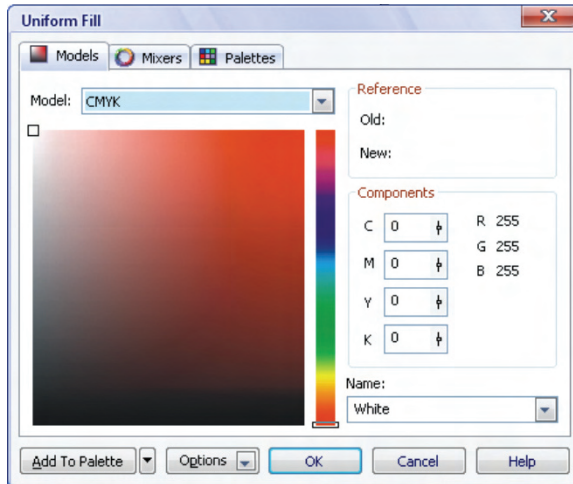 Uniform Fill
Models Mixers Palettes
Model: CMYK
Reference
Old:
New:
Components
C 0 R 255
G 255
M 0 B 255
Y 0
K 0
Name:
White
Add To Palette Options OK Cancel Help